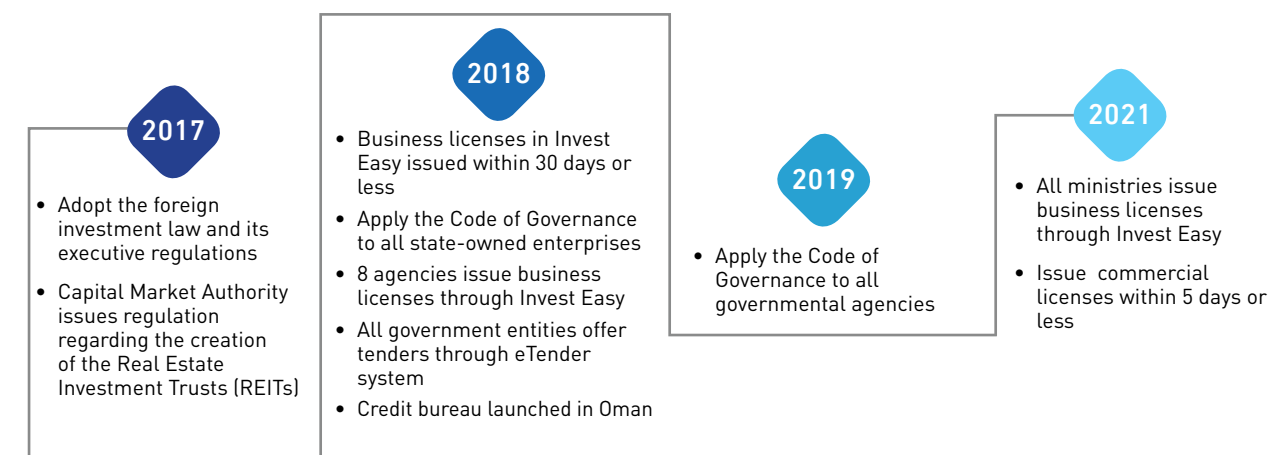 2017
• Adopt the foreign
investment law and its
executive regulations
• Capital Market Authority
issues regulation
regarding the creation
of the Real Estate
Investment Trusts (REITs)
2018
• Business licenses in Invest
Easy issued within 30 days or
less
• Apply the Code of Governance
to all state-owned enterprises
• 8 agencies issue business
licenses through Invest Easy
• All government entities offer
tenders through eTender
system
• Credit bureau launched in Oman
2019
• Apply the Code of
Governance to all
governmental agencies
2021
• All ministries issue
business licenses
through Invest Easy
• Issue commercial
licenses within 5 days or
less